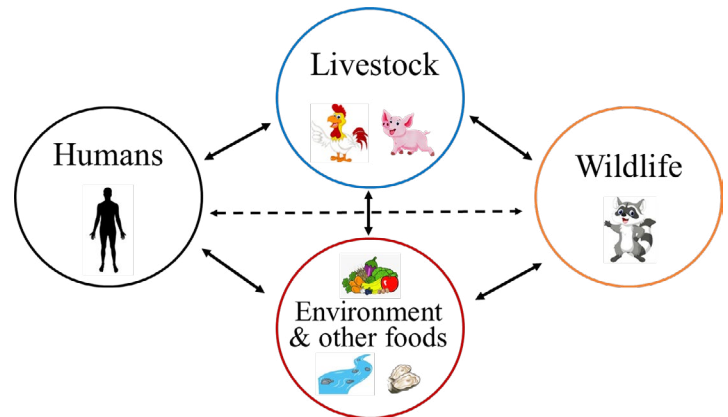 Livestock
Humans
Wildlife
Environment
& other foods